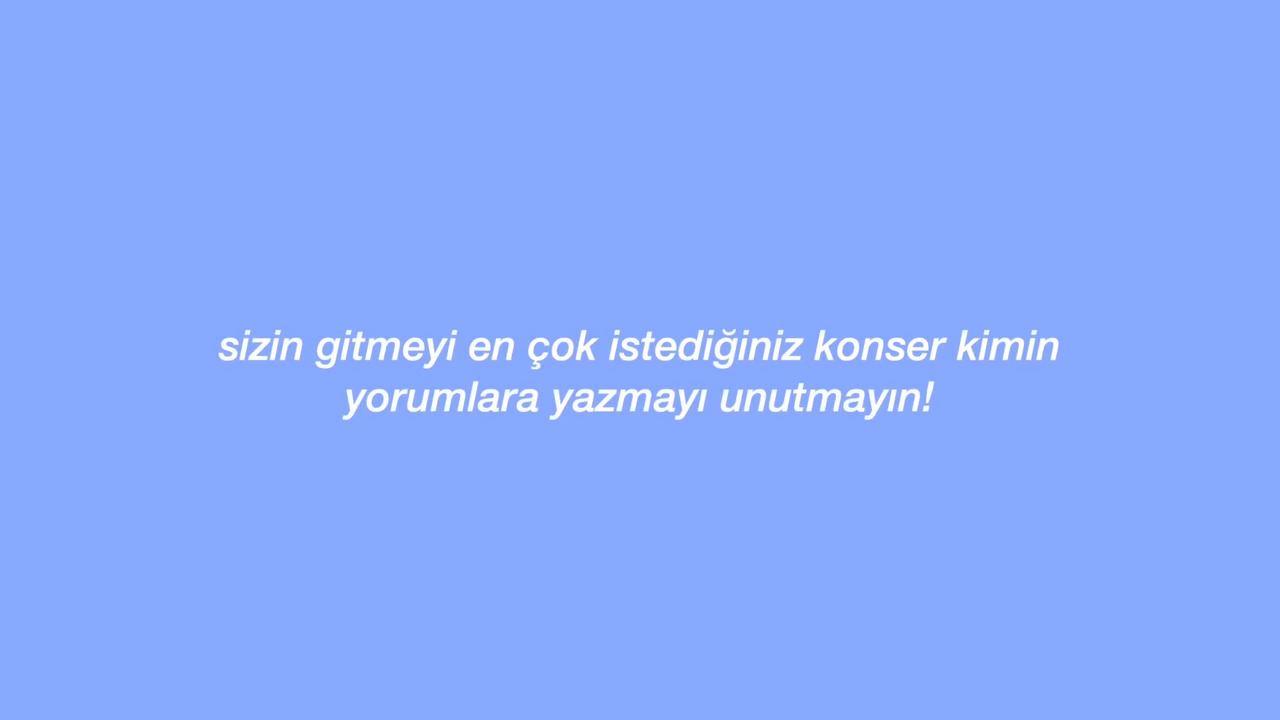 sizin gitmeyi en çok istediğiniz konser kimin
yorumlara yazmayı unutmayın!